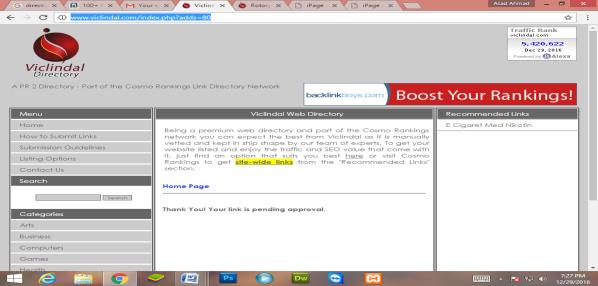 direct
100+
M Your
Viclindal
Rotor
iPage
iPage
Asad Ahmad
www.viclindal.com/index.php?adds=80
Viclindal
Directory
Traffic Rank
viclindal.com
5,420,622
Dec 29, 2016
Powered by Alexa
A PR 2 Directory - Part of the Cosmo Rankings Link Directory Network
backlinkboys.com Boost Your Rankings!
Menu
Home
How to Submit Links
Submission Guidelines
Listing Options
Contact Us
Search
Search
Categories
Arts
Business
Computers
Games
Health
Viclindal Web Directory
Being a premium web directory and part of the Cosmo Rankings
network you can expect the best from Viclindal as it is manually
vetted and kept in ship shape by our team of experts. To get your
website listed and enjoy the traffic and SEO value that come with
it, just find an option that suits you best here or visit Cosmo
Rankings to get site-wide links from the "Recommended Links"
section.
Home Page
Thank You! Your link is pending approval.
Recommended Links
E Cigaret Med Nikotin
Ps
Dw
7:27 PM
12/29/2016